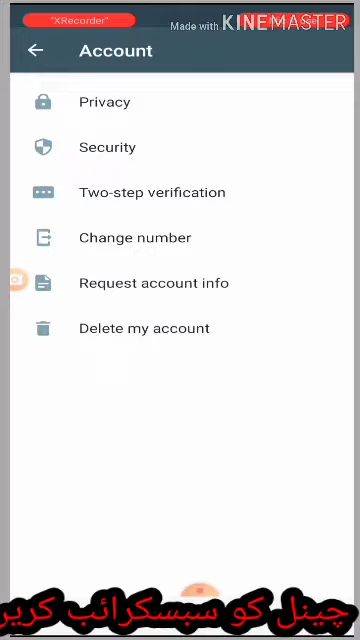 "XRecorder"
Made with KINEMASTER
Account
Privacy
Security
Two-step verification
Change number
Request account info
Delete my account
چینل کو سبسکرائب کریں